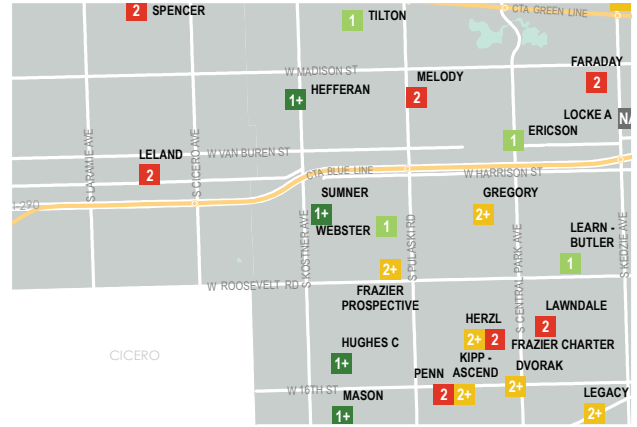 CTA GREEN LINE
2 SPENCER
1 TILTON
FARADAY
2
W MADISON ST
MELODY
2
1+ HEFFERAN
LOCKE A
NA
ERICSON
1
S LARAMIE AVE
S CICERO AVE
W VAN BUREN ST
LELAND
2
CTA BLUE LINE
W HARRISON ST
I-290
SUMNER
1+
WEBSTER
1
GREGORY
2+
S KOSTNER AVE
S PULASKI RD
S CENTRAL PARK AVE
S KEDZIE AVE
LEARN -
BUTLER
1
2+
FRAZIER
PROSPECTIVE
W ROOSEVELT RD
LAWNDALE
2
HERZL
2+ 2
FRAZIER CHARTER
CICERO
HUGHES C
1+
KIPP -
ASCEND
PENN
2 2+
DVORAK
2+
W 16TH ST
MASON
1+
LEGACY
2+